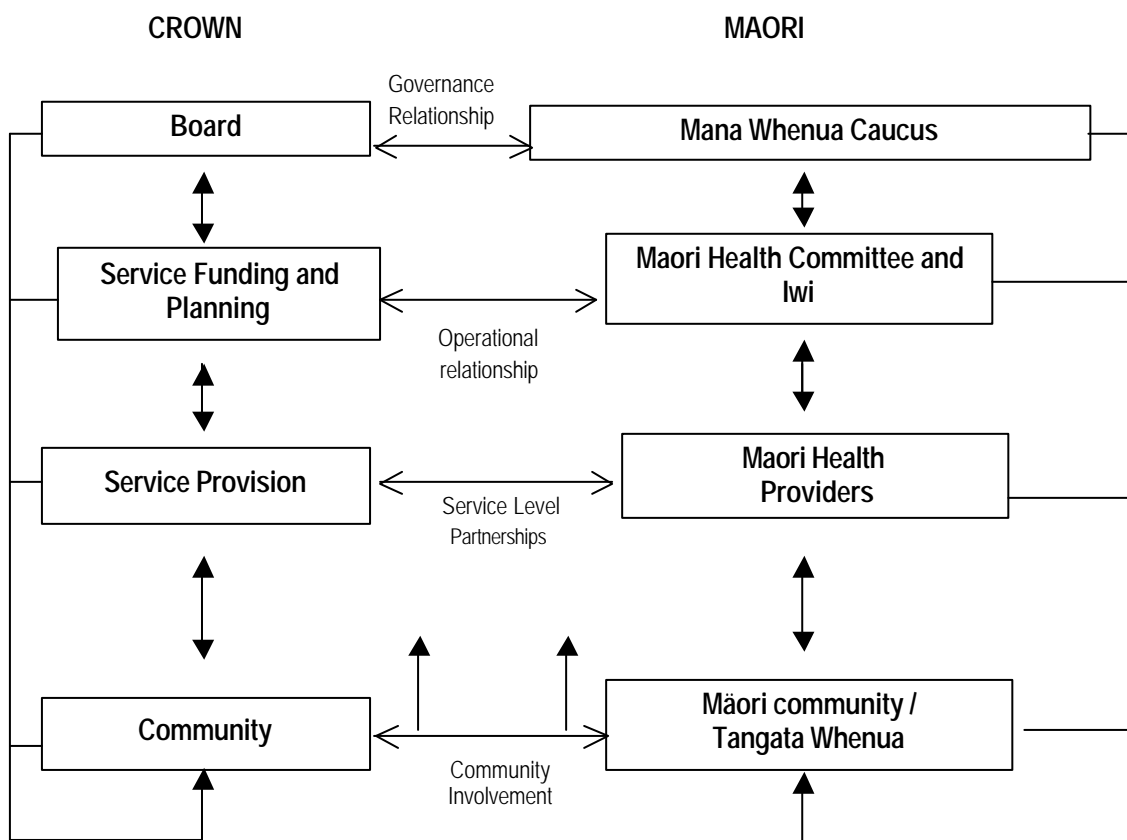 CROWN
MAORI
Governance
Relationship
Board
Mana Whenua Caucus
Service Funding and
Planning
Maori Health Committee and
Iwi
Operational
relationship
Service Provision
Maori Health
Providers
Service Level
Partnerships
Community
Mäori community /
Tangata Whenua
Community
Involvement